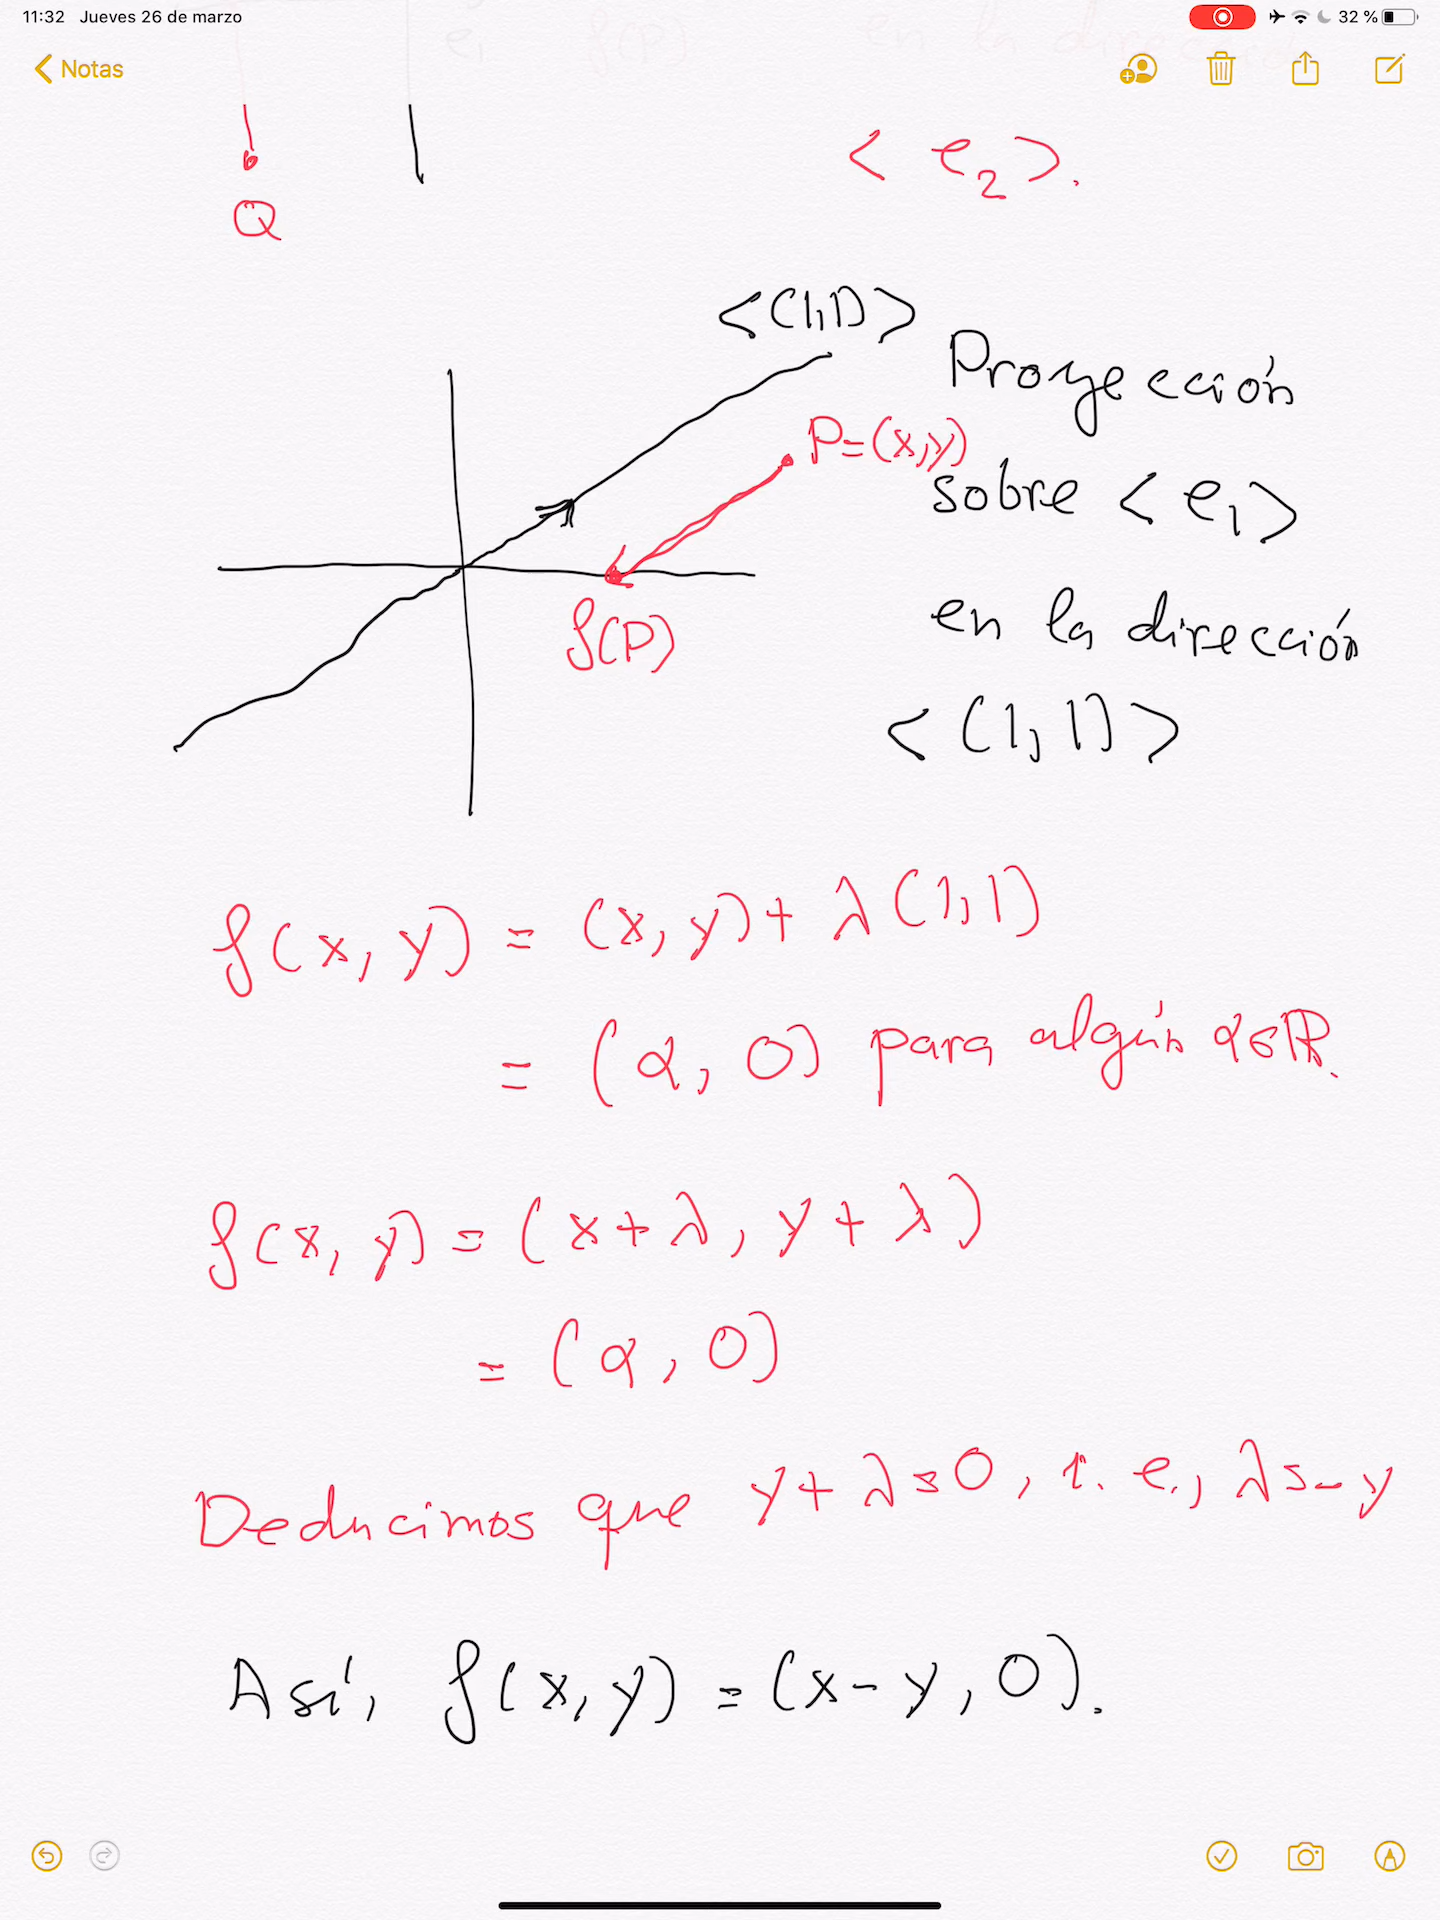 11:32 Jueves 26 de marzo
32 %
Notas
< e₂ >.
Q
<(1,1)>
Proyección
P=(x,y)
sobre < e₁ >
f(P)
en la dirección
< (1, 1) >
f(x, y) = (x, y) + λ (1, 1)
= (α, 0) para algún α∈ℝ.
f(x, y) = (x+λ, y+λ)
= (α, 0)
Deducimos que y+λ=0, i. e., λ=-y
Así, f(x, y) = (x-y, 0).